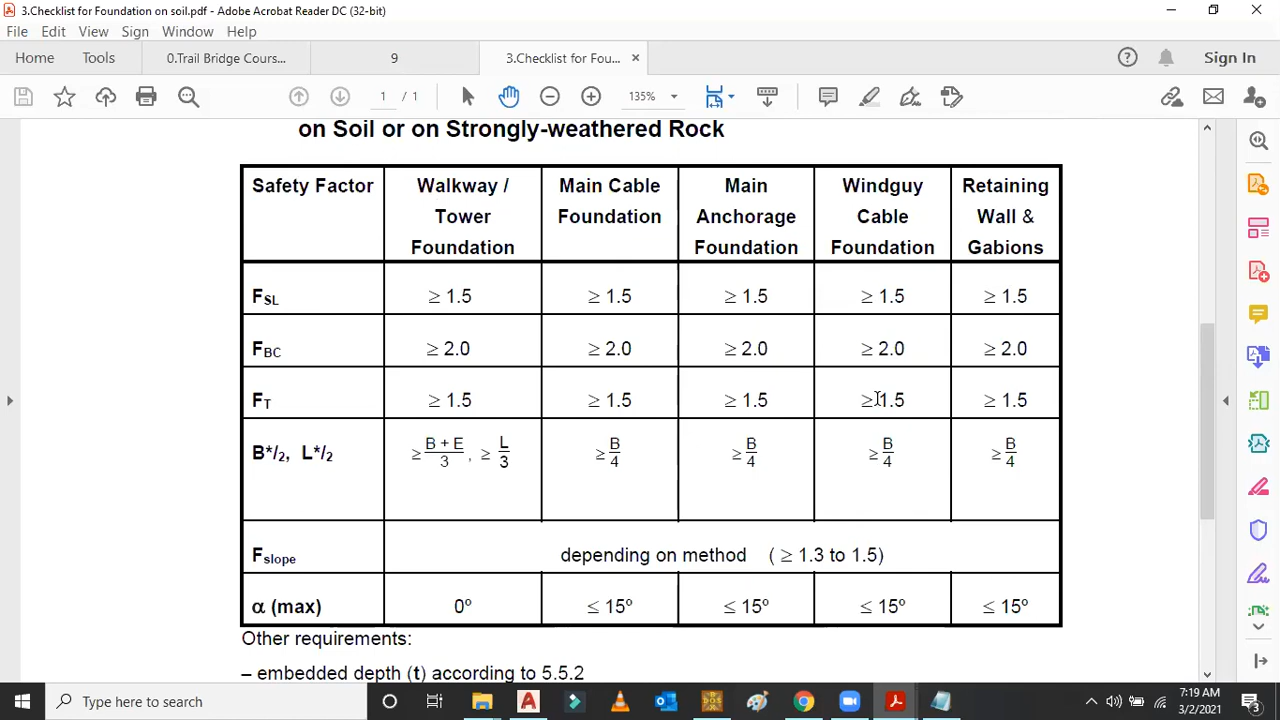 3.Checklist for Foundation on soil.pdf - Adobe Acrobat Reader DC (32-bit)
File Edit View Sign Window Help
Home Tools 0.Trail Bridge Cours... 9 3.Checklist for Fou... × Sign In
1 / 1 135%
on Soil or on Strongly-weathered Rock
Safety Factor
Walkway /
Tower
Foundation
Main Cable
Foundation
Main
Anchorage
Foundation
Windguy
Cable
Foundation
Retaining
Wall &
Gabions
FSL ≥ 1.5 ≥ 1.5 ≥ 1.5 ≥ 1.5 ≥ 1.5
FBC ≥ 2.0 ≥ 2.0 ≥ 2.0 ≥ 2.0 ≥ 2.0
FT ≥ 1.5 ≥ 1.5 ≥ 1.5 ≥ 1.5 ≥ 1.5
B*/2, L*/2 ≥ B + E/3 , ≥ L/3 ≥ B/4 ≥ B/4 ≥ B/4 ≥ B/4
Fslope depending on method ( ≥ 1.3 to 1.5)
α (max) 0º ≤ 15º ≤ 15º ≤ 15º ≤ 15º
Other requirements:
– embedded depth (t) according to 5.5.2
Type here to search
7:19 AM
3/2/2021
3